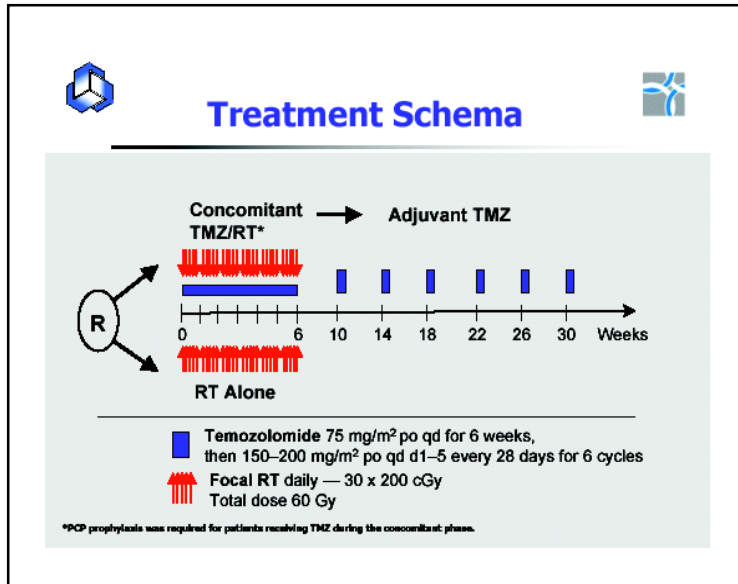 Treatment Schema
Concomitant
TMZ/RT*
Adjuvant TMZ
R
0 6 10 14 18 22 26 30 Weeks
RT Alone
Temozolomide 75 mg/m² po qd for 6 weeks,
then 150–200 mg/m² po qd d1–5 every 28 days for 6 cycles
Focal RT daily — 30 x 200 cGy
Total dose 60 Gy
*PCP prophylaxis was required for patients receiving TMZ during the concomitant phase.